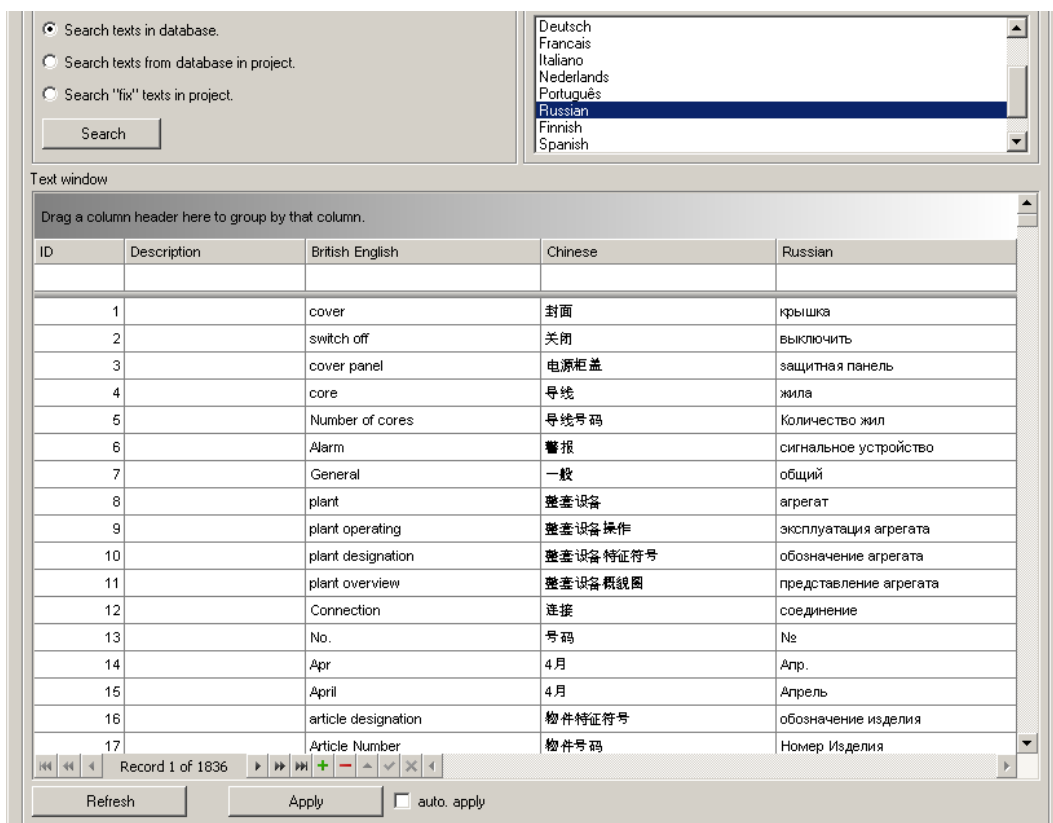 Search texts in database.
Search texts from database in project.
Search "fix" texts in project.
Search
Deutsch
Francais
Italiano
Nederlands
Português
Russian
Finnish
Spanish
Text window
Drag a column header here to group by that column.
ID Description British English Chinese Russian
1 cover 封面 крышка
2 switch off 关闭 выключить
3 cover panel 电源柜盖 защитная панель
4 core 导线 жила
5 Number of cores 导线号码 Количество жил
6 Alarm 警报 сигнальное устройство
7 General 一般 общий
8 plant 整套设备 агрегат
9 plant operating 整套设备操作 эксплуатация агрегата
10 plant designation 整套设备特征符号 обозначение агрегата
11 plant overview 整套设备概貌图 представление агрегата
12 Connection 连接 соединение
13 No. 号码 №
14 Apr 4月 Апр.
15 April 4月 Апрель
16 article designation 物件特征符号 обозначение изделия
17 Article Number 物件号码 Номер Изделия
Record 1 of 1836
Refresh Apply auto. apply